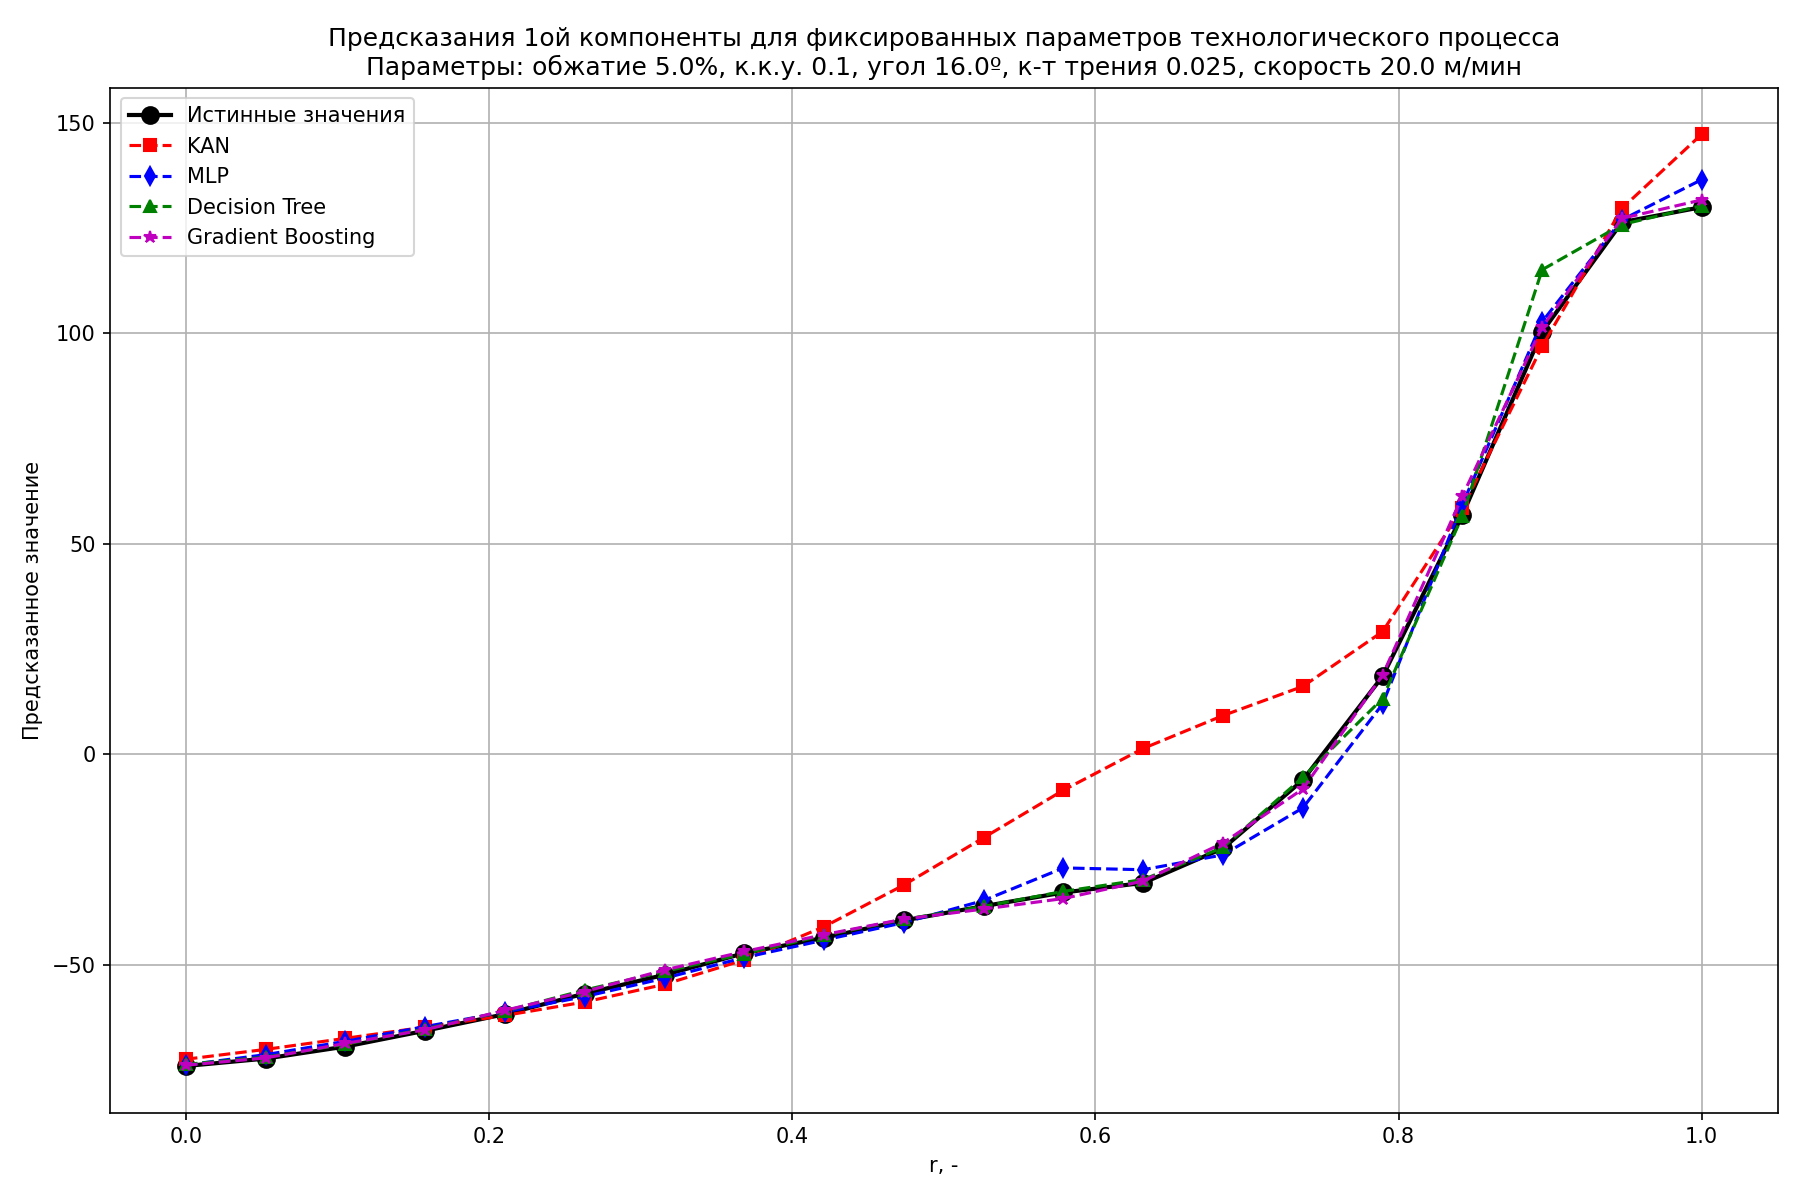 Предсказания 1ой компоненты для фиксированных параметров технологического процесса
Параметры: обжатие 5.0%, к.к.у. 0.1, угол 16.0º, к-т трения 0.025, скорость 20.0 м/мин
Истинные значения
KAN
MLP
Decision Tree
Gradient Boosting
Предсказанное значение
150
100
50
0
−50
0.0
0.2
0.4
0.6
0.8
1.0
r, -